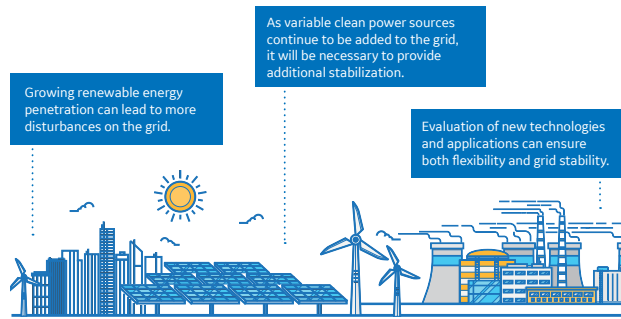 Growing renewable energy
penetration can lead to more
disturbances on the grid.
As variable clean power sources
continue to be added to the grid,
it will be necessary to provide
additional stabilization.
Evaluation of new technologies
and applications can ensure
both flexibility and grid stability.